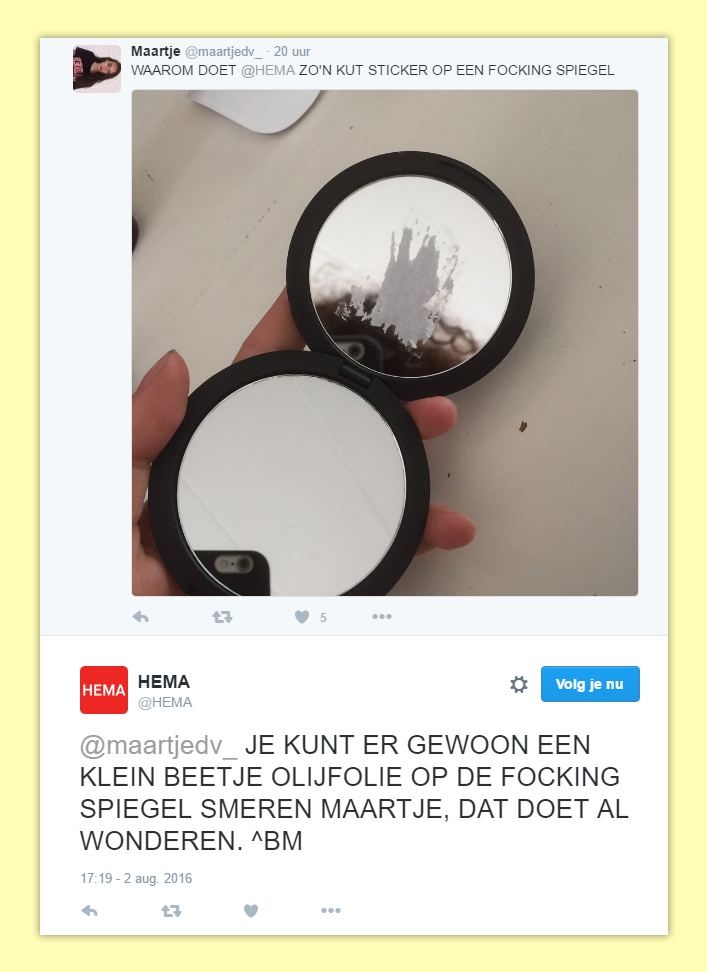 Maartje @maartjedv_ · 20 uur
WAAROM DOET @HEMA ZO'N KUT STICKER OP EEN FOCKING SPIEGEL
5
HEMA
HEMA
@HEMA
Volg je nu
@maartjedv_ JE KUNT ER GEWOON EEN
KLEIN BEETJE OLIJFOLIE OP DE FOCKING
SPIEGEL SMEREN MAARTJE, DAT DOET AL
WONDEREN. ^BM
17:19 - 2 aug. 2016